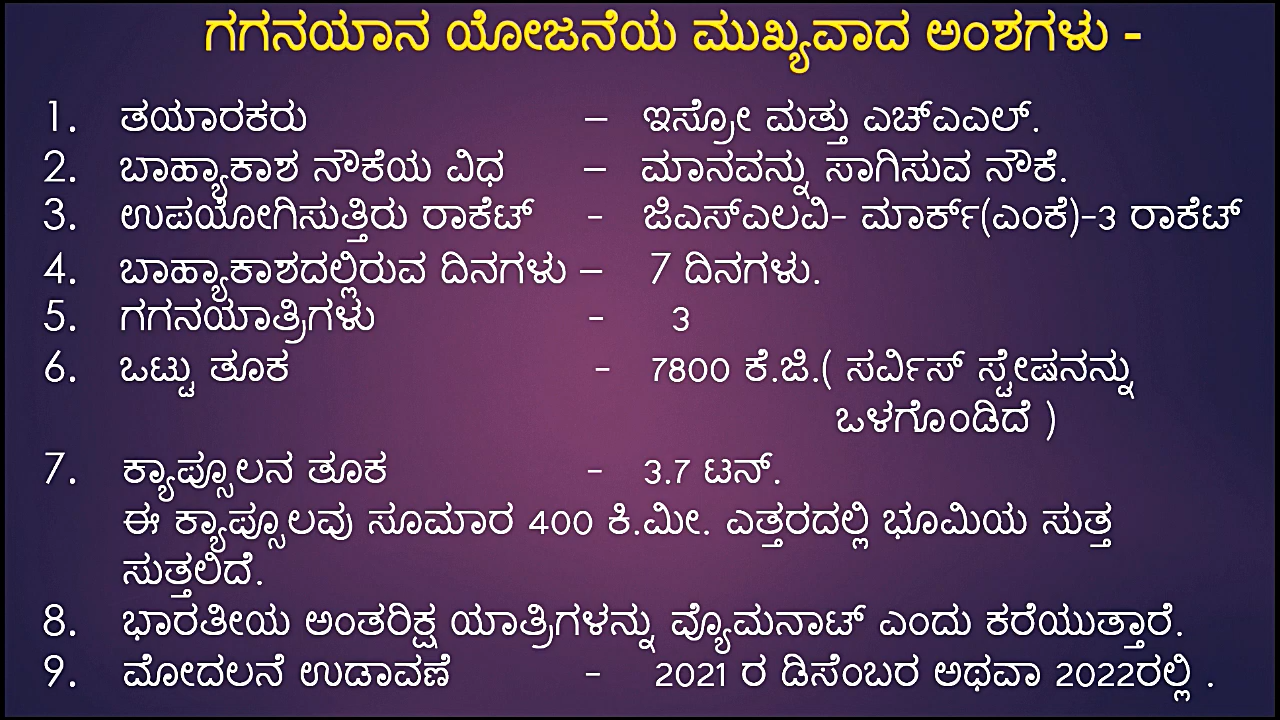 ಗಗನಯಾನ ಯೋಜನೆಯ ಮುಖ್ಯವಾದ ಅಂಶಗಳು -
1. ತಯಾರಕರು – ಇಸ್ರೋ ಮತ್ತು ಎಚ್ಎಎಲ್.
2. ಬಾಹ್ಯಾಕಾಶ ನೌಕೆಯ ವಿಧ – ಮಾನವನ್ನು ಸಾಗಿಸುವ ನೌಕೆ.
3. ಉಪಯೋಗಿಸುತ್ತಿರು ರಾಕೆಟ್ - ಜಿಎಸ್ಎಲವಿ- ಮಾರ್ಕ್(ಎಂಕೆ)-3 ರಾಕೆಟ್
4. ಬಾಹ್ಯಾಕಾಶದಲ್ಲಿರುವ ದಿನಗಳು – 7 ದಿನಗಳು.
5. ಗಗನಯಾತ್ರಿಗಳು - 3
6. ಒಟ್ಟು ತೂಕ - 7800 ಕೆ.ಜಿ.( ಸರ್ವಿಸ್ ಸ್ಟೇಷನನ್ನು
ಒಳಗೊಂಡಿದೆ )
7. ಕ್ಯಾಪ್ಸೂಲನ ತೂಕ - 3.7 ಟನ್.
ಈ ಕ್ಯಾಪ್ಸೂಲವು ಸೂಮಾರ 400 ಕಿ.ಮೀ. ಎತ್ತರದಲ್ಲಿ ಭೂಮಿಯ ಸುತ್ತ
ಸುತ್ತಲಿದೆ.
8. ಭಾರತೀಯ ಅಂತರಿಕ್ಷ ಯಾತ್ರಿಗಳನ್ನು ವ್ಯೊಮನಾಟ್ ಎಂದು ಕರೆಯುತ್ತಾರೆ.
9. ಮೋದಲನೆ ಉಡಾವಣೆ - 2021 ರ ಡಿಸೆಂಬರ ಅಥವಾ 2022ರಲ್ಲಿ .